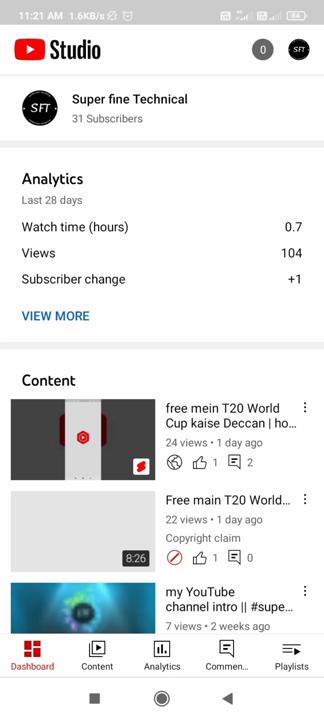 11:21 AM 1.6KB/s
84
Studio
0
SFT
SFT
Super fine Technical
31 Subscribers
Analytics
Last 28 days
Watch time (hours) 0.7
Views 104
Subscriber change +1
VIEW MORE
Content
free mein T20 World
Cup kaise Deccan | ho...
24 views • 1 day ago
1 2
Free main T20 World...
22 views • 1 day ago
Copyright claim
8:26
1 0
my YouTube
channel intro || #supe...
7 views • 2 weeks ago
Dashboard Content Analytics Commen... Playlists